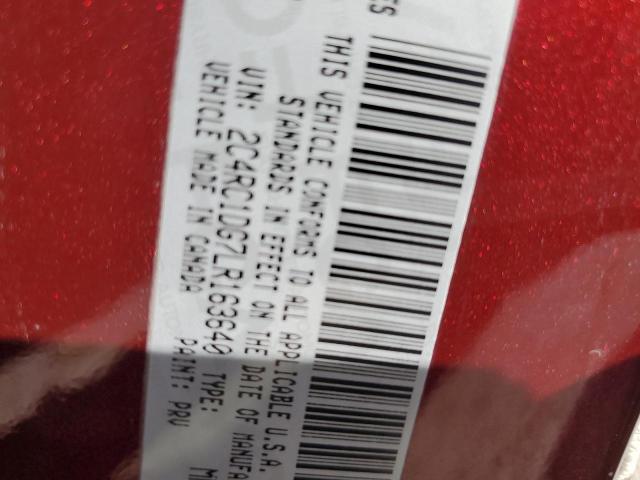 ES
THIS VEHICLE CONFORMS TO ALL APPLICABLE U.S.A.
STANDARDS IN EFFECT ON THE DATE OF MANUFA
VIN: 2C4RC1DG7LR163640 TYPE: M
VEHICLE MADE IN CANADA PAINT: PRV